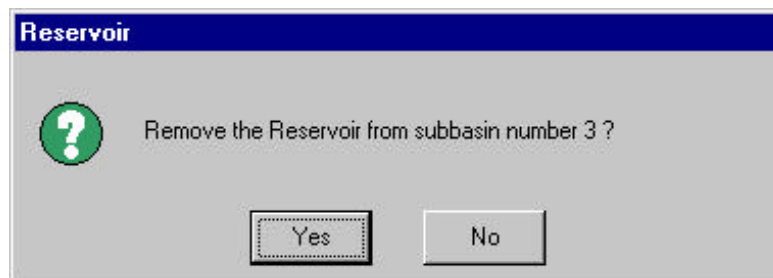 Reservoir
Remove the Reservoir from subbasin number 3 ?
Yes No